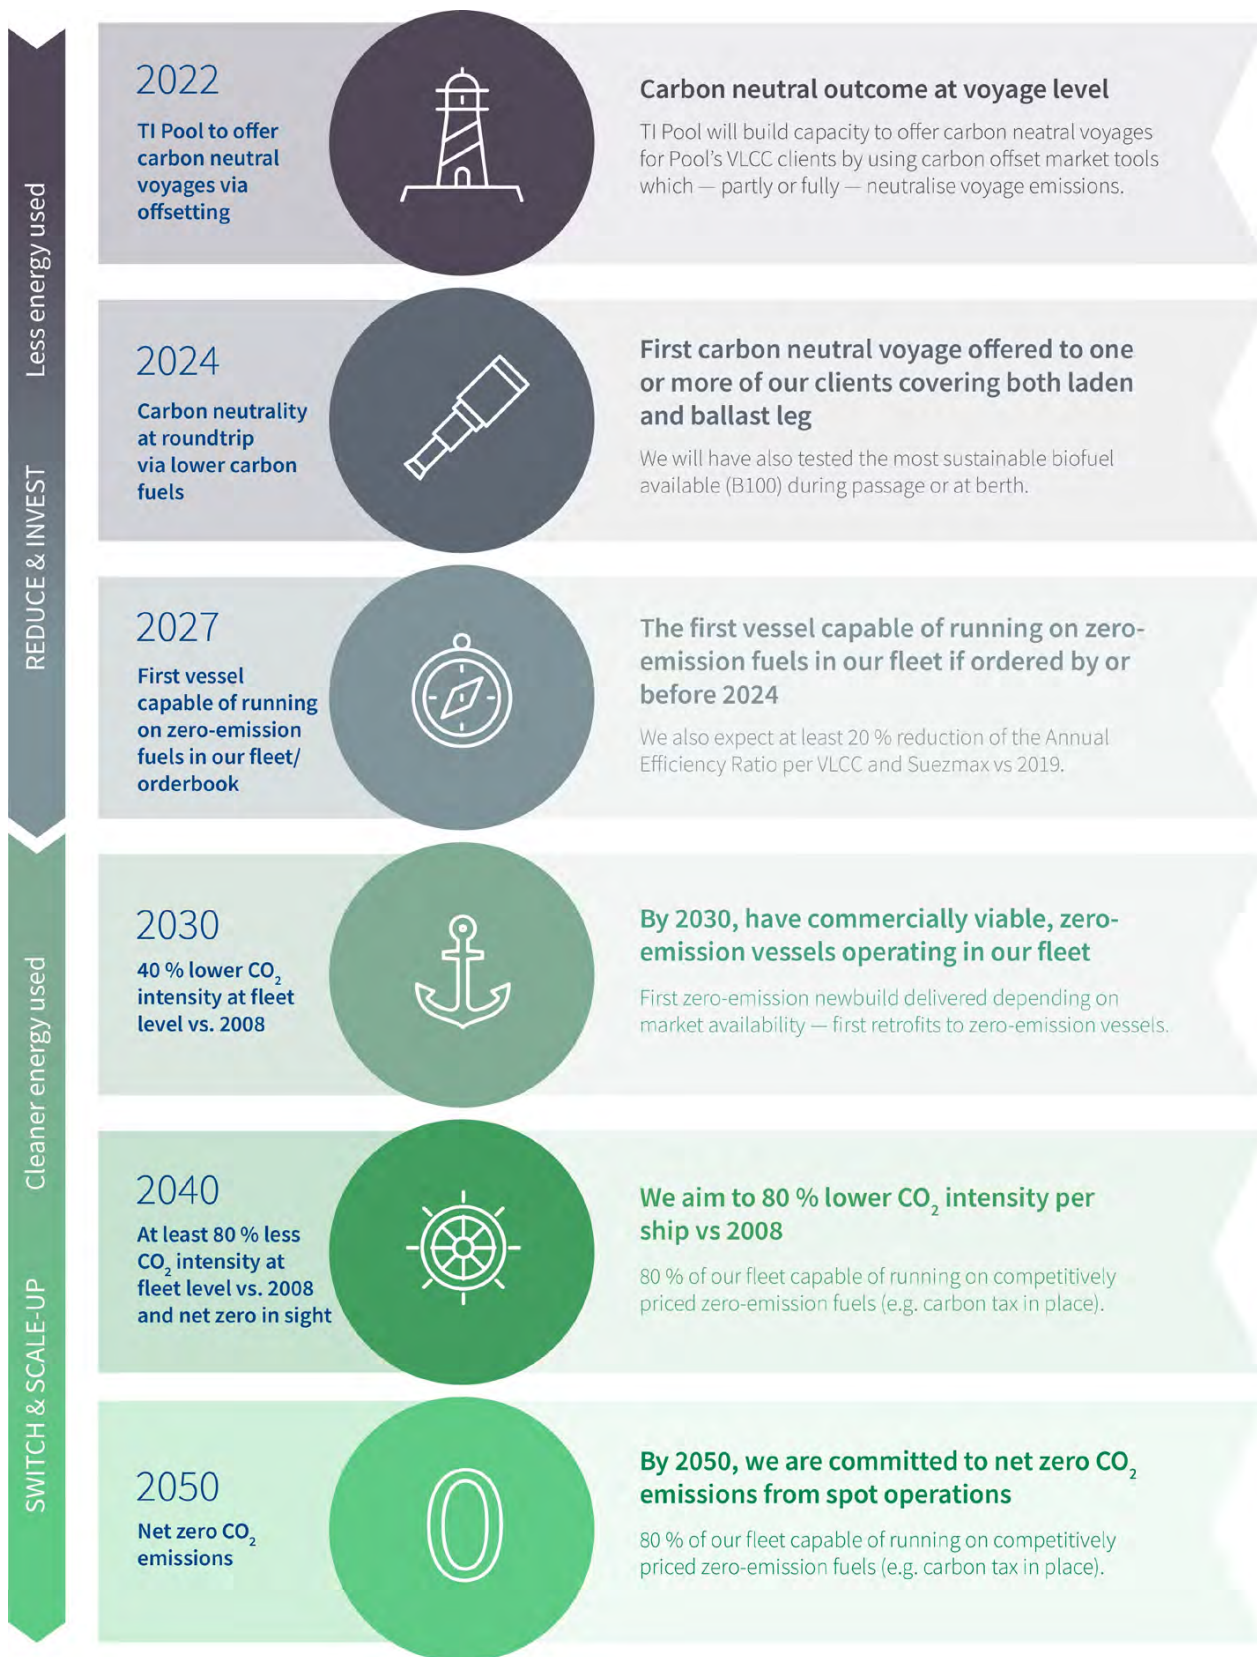 Less energy used
REDUCE & INVEST
2022
TI Pool to offer
carbon neutral
voyages via
offsetting
Carbon neutral outcome at voyage level
TI Pool will build capacity to offer carbon neatral voyages
for Pool's VLCC clients by using carbon offset market tools
which — partly or fully — neutralise voyage emissions.
2024
Carbon neutrality
at roundtrip
via lower carbon
fuels
First carbon neutral voyage offered to one
or more of our clients covering both laden
and ballast leg
We will have also tested the most sustainable biofuel
available (B100) during passage or at berth.
2027
First vessel
capable of running
on zero-emission
fuels in our fleet/
orderbook
The first vessel capable of running on zero-
emission fuels in our fleet if ordered by or
before 2024
We also expect at least 20 % reduction of the Annual
Efficiency Ratio per VLCC and Suezmax vs 2019.
Cleaner energy used
SWITCH & SCALE-UP
2030
40 % lower CO₂
intensity at fleet
level vs. 2008
By 2030, have commercially viable, zero-
emission vessels operating in our fleet
First zero-emission newbuild delivered depending on
market availability — first retrofits to zero-emission vessels.
2040
At least 80 % less
CO₂ intensity at
fleet level vs. 2008
and net zero in sight
We aim to 80 % lower CO₂ intensity per
ship vs 2008
80 % of our fleet capable of running on competitively
priced zero-emission fuels (e.g. carbon tax in place).
2050
Net zero CO₂
emissions
0
By 2050, we are committed to net zero CO₂
emissions from spot operations
80 % of our fleet capable of running on competitively
priced zero-emission fuels (e.g. carbon tax in place).